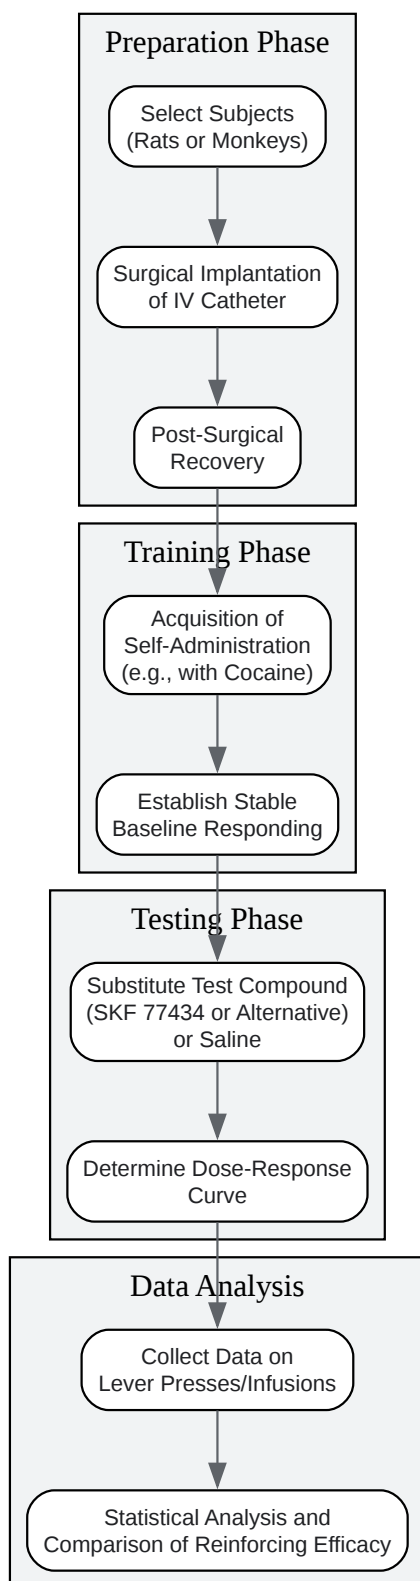 Preparation Phase
Select Subjects
(Rats or Monkeys)
Surgical Implantation
of IV Catheter
Post-Surgical
Recovery
Training Phase
Acquisition of
Self-Administration
(e.g., with Cocaine)
Establish Stable
Baseline Responding
Testing Phase
Substitute Test Compound
(SKF 77434 or Alternative)
or Saline
Determine Dose-Response
Curve
Data Analysis
Collect Data on
Lever Presses/Infusions
Statistical Analysis and
Comparison of Reinforcing Efficacy